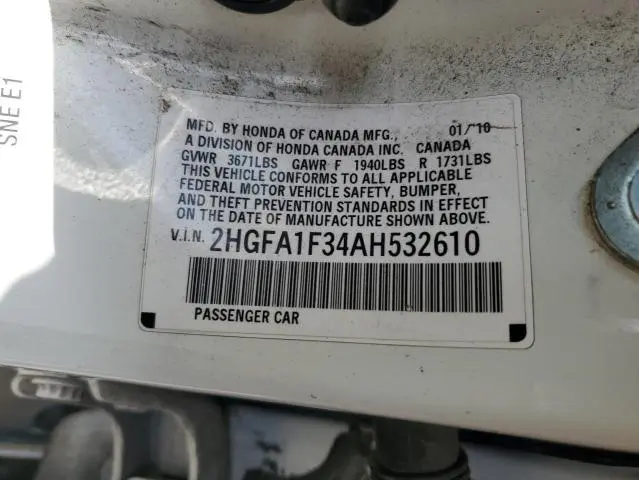 SNE E1
MFD. BY HONDA OF CANADA MFG., 01/'10
A DIVISION OF HONDA CANADA INC. CANADA
GVWR 3671LBS GAWR F 1940LBS R 1731LBS
THIS VEHICLE CONFORMS TO ALL APPLICABLE
FEDERAL MOTOR VEHICLE SAFETY, BUMPER,
AND THEFT PREVENTION STANDARDS IN EFFECT
ON THE DATE OF MANUFACTURE SHOWN ABOVE.
V.I.N. 2HGFA1F34AH532610
PASSENGER CAR